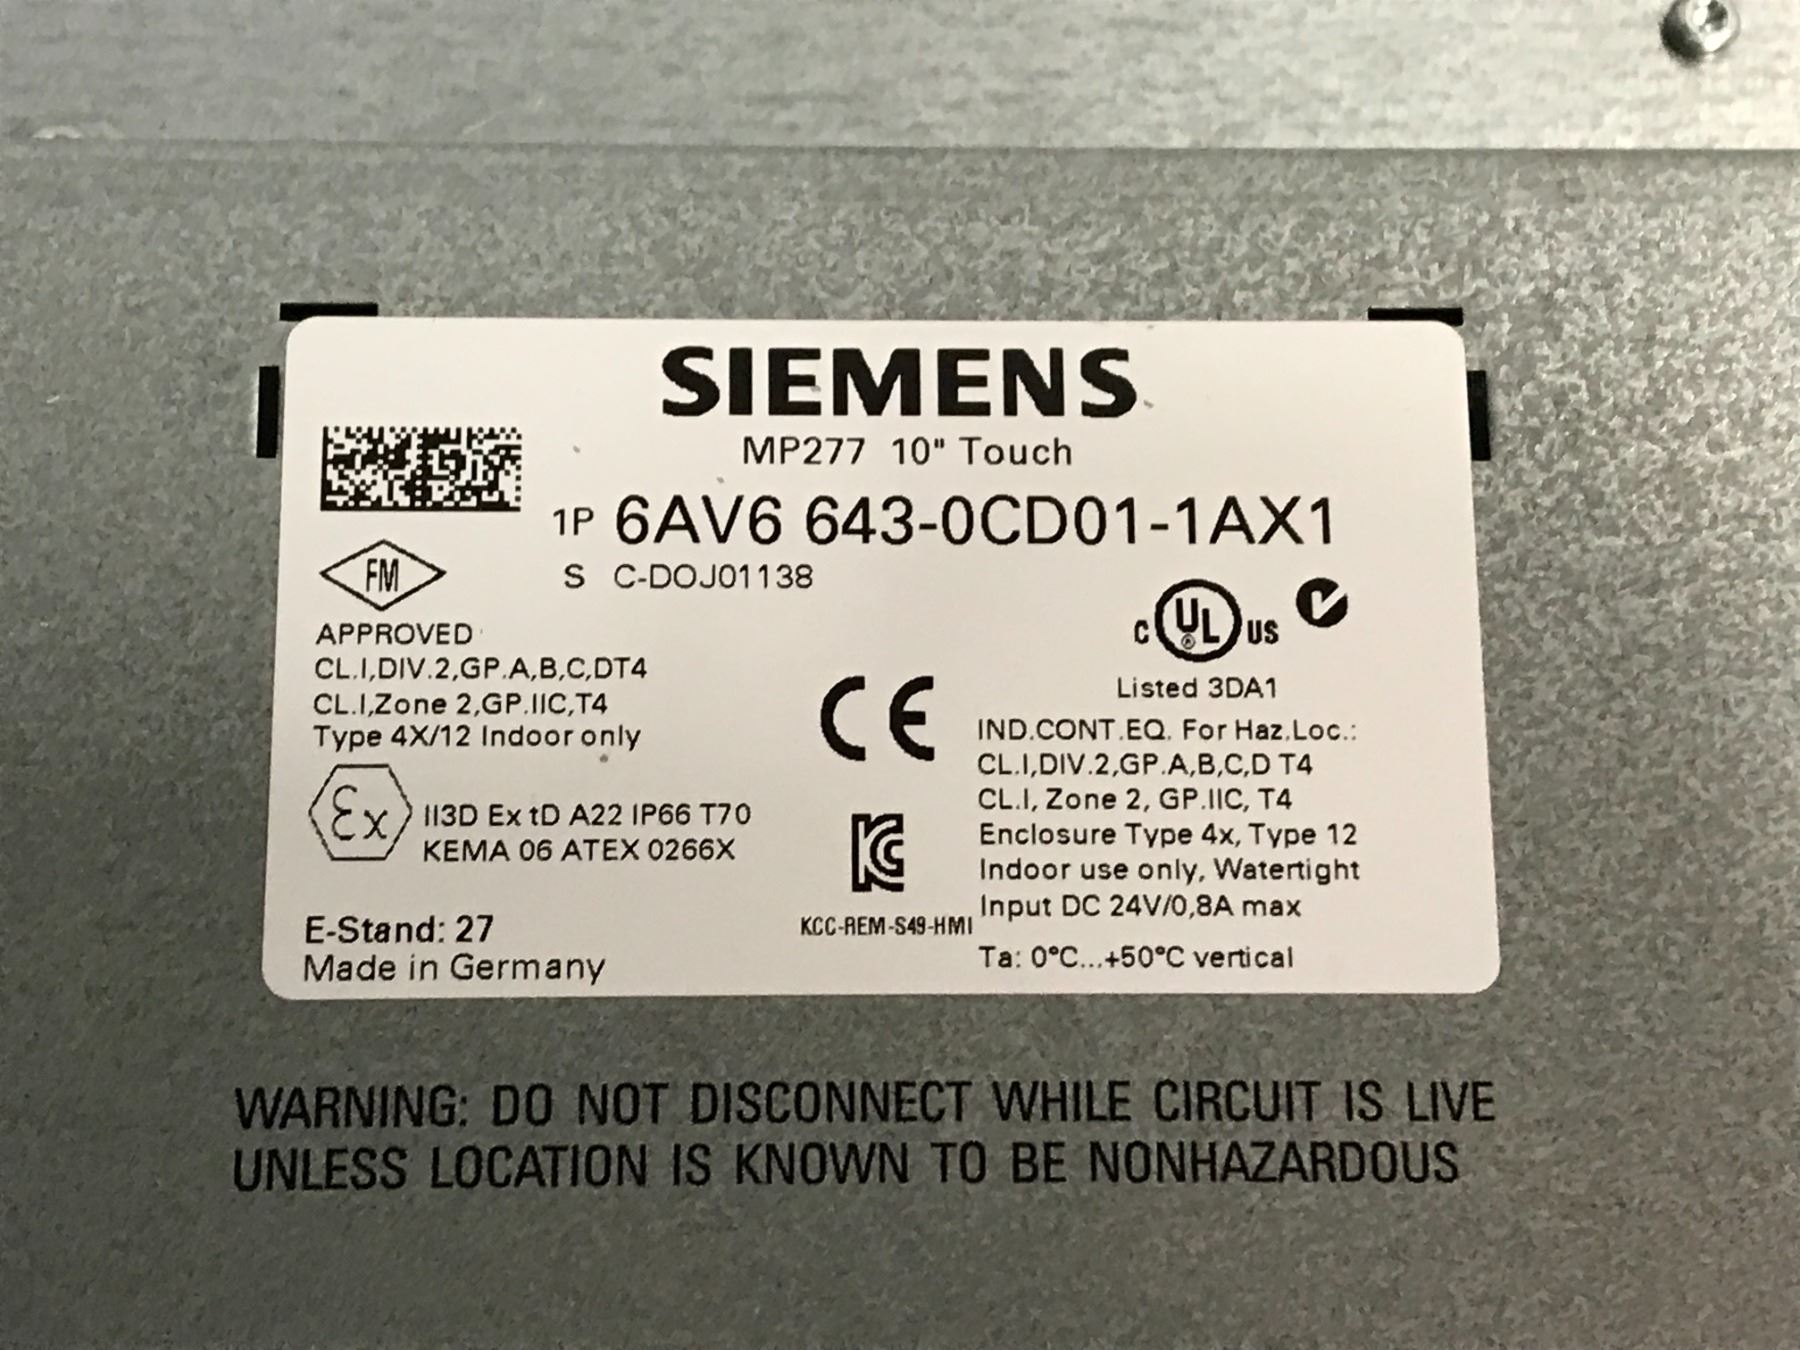 SIEMENS
MP277 10" Touch
1P 6AV6 643-0CD01-1AX1
S C-DOJ01138
FM
APPROVED
CL.I,DIV.2,GP.A,B,C,DT4
CL.I,Zone 2,GP.IIC,T4
Type 4X/12 Indoor only
Ex II3D Ex tD A22 IP66 T70
KEMA 06 ATEX 0266X
E-Stand: 27
Made in Germany
CE
KC
KCC-REM-S49-HMI
C UL ® US
Listed 3DA1
IND.CONT.EQ. For Haz.Loc.:
CL.I,DIV.2,GP.A,B,C,D T4
CL.I, Zone 2, GP.IIC, T4
Enclosure Type 4x, Type 12
Indoor use only, Watertight
Input DC 24V/0,8A max
Ta: 0°C...+50°C vertical
WARNING: DO NOT DISCONNECT WHILE CIRCUIT IS LIVE
UNLESS LOCATION IS KNOWN TO BE NONHAZARDOUS